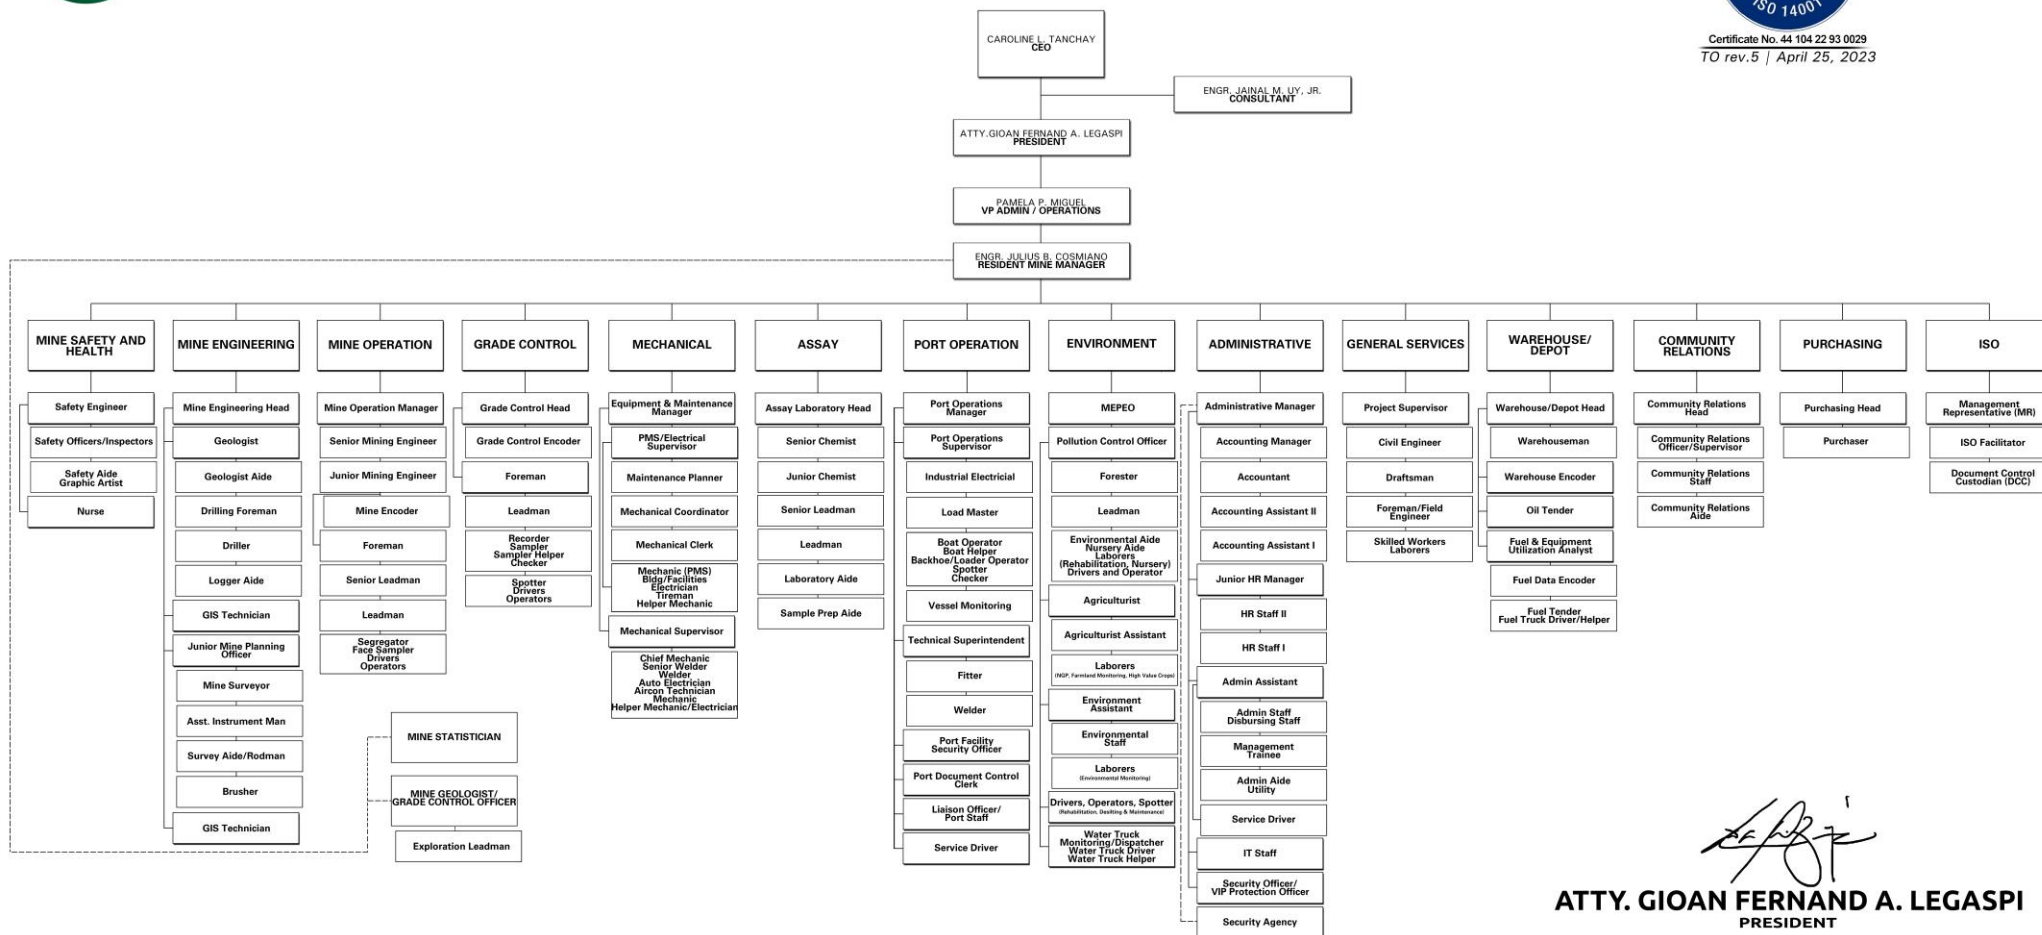 ISO 14001
Certificate No. 44 104 22 93 0029
TO rev.5 | April 25, 2023
CAROLINE L. TANCHAY
CEO
ENGR. JAINAL M. UY, JR.
CONSULTANT
ATTY.GIOAN FERNAND A. LEGASPI
PRESIDENT
PAMELA P. MIGUEL
VP ADMIN / OPERATIONS
ENGR. JULIUS B. COSMIANO
RESIDENT MINE MANAGER
MINE SAFETY AND
HEALTH
Safety Engineer
Safety Officers/Inspectors
Safety Aide
Graphic Artist
Nurse
MINE ENGINEERING
Mine Engineering Head
Geologist
Geologist Aide
Drilling Foreman
Driller
Logger Aide
GIS Technician
Junior Mine Planning
Officer
Mine Surveyor
Asst. Instrument Man
Survey Aide/Rodman
Brusher
GIS Technician
MINE OPERATION
Mine Operation Manager
Senior Mining Engineer
Junior Mining Engineer
Mine Encoder
Foreman
Senior Leadman
Leadman
Segregator
Face Sampler
Drivers
Operators
MINE STATISTICIAN
MINE GEOLOGIST/
GRADE CONTROL OFFICER
Exploration Leadman
GRADE CONTROL
Grade Control Head
Grade Control Encoder
Foreman
Leadman
Recorder
Sampler
Sampler Helper
Checker
Spotter
Drivers
Operators
MECHANICAL
Equipment & Maintenance
Manager
PMS/Electrical
Supervisor
Maintenance Planner
Mechanical Coordinator
Mechanical Clerk
Mechanic (PMS)
Bldg/Facilities
Electrician
Tireman
Helper Mechanic
Mechanical Supervisor
Chief Mechanic
Senior Welder
Welder
Auto Electrician
Aircon Technician
Mechanic
Helper Mechanic/Electrician
ASSAY
Assay Laboratory Head
Senior Chemist
Junior Chemist
Senior Leadman
Leadman
Laboratory Aide
Sample Prep Aide
PORT OPERATION
Port Operations
Manager
Port Operations
Supervisor
Industrial Electrical
Load Master
Boat Operator
Boat Helper
Backhoe/Loader Operator
Spotter
Checker
Vessel Monitoring
Technical Superintendent
Fitter
Welder
Port Facility
Security Officer
Port Document Control
Clerk
Liaison Officer/
Port Staff
Service Driver
ENVIRONMENT
MEPEO
Pollution Control Officer
Forester
Leadman
Environmental Aide
Nursery Aide
Laborers
(Rehabilitation, Nursery)
Drivers and Operator
Agriculturist
Agriculturist Assistant
Laborers
(NGP, Farmland Monitoring, High Value Crops)
Environment
Assistant
Environmental
Staff
Laborers
(Environmental Monitoring)
Drivers, Operators, Spotter
(Rehabilitation, Desilting & Maintenance)
Water Truck
Monitoring/Dispatcher
Water Truck Driver
Water Truck Helper
ADMINISTRATIVE
Administrative Manager
Accounting Manager
Accountant
Accounting Assistant II
Accounting Assistant I
Junior HR Manager
HR Staff II
HR Staff I
Admin Assistant
Admin Staff
Disbursing Staff
Management
Trainee
Admin Aide
Utility
Service Driver
IT Staff
Security Officer/
VIP Protection Officer
Security Agency
GENERAL SERVICES
Project Supervisor
Civil Engineer
Draftsman
Foreman/Field
Engineer
Skilled Workers
Laborers
WAREHOUSE/
DEPOT
Warehouse/Depot Head
Warehouseman
Warehouse Encoder
Oil Tender
Fuel & Equipment
Utilization Analyst
Fuel Data Encoder
Fuel Tender
Fuel Truck Driver/Helper
COMMUNITY
RELATIONS
Community Relations
Head
Community Relations
Officer/Supervisor
Community Relations
Staff
Community Relations
Aide
PURCHASING
Purchasing Head
Purchaser
ISO
Management
Representative (MR)
ISO Facilitator
Document Control
Custodian (DCC)
ATTY. GIOAN FERNAND A. LEGASPI
PRESIDENT